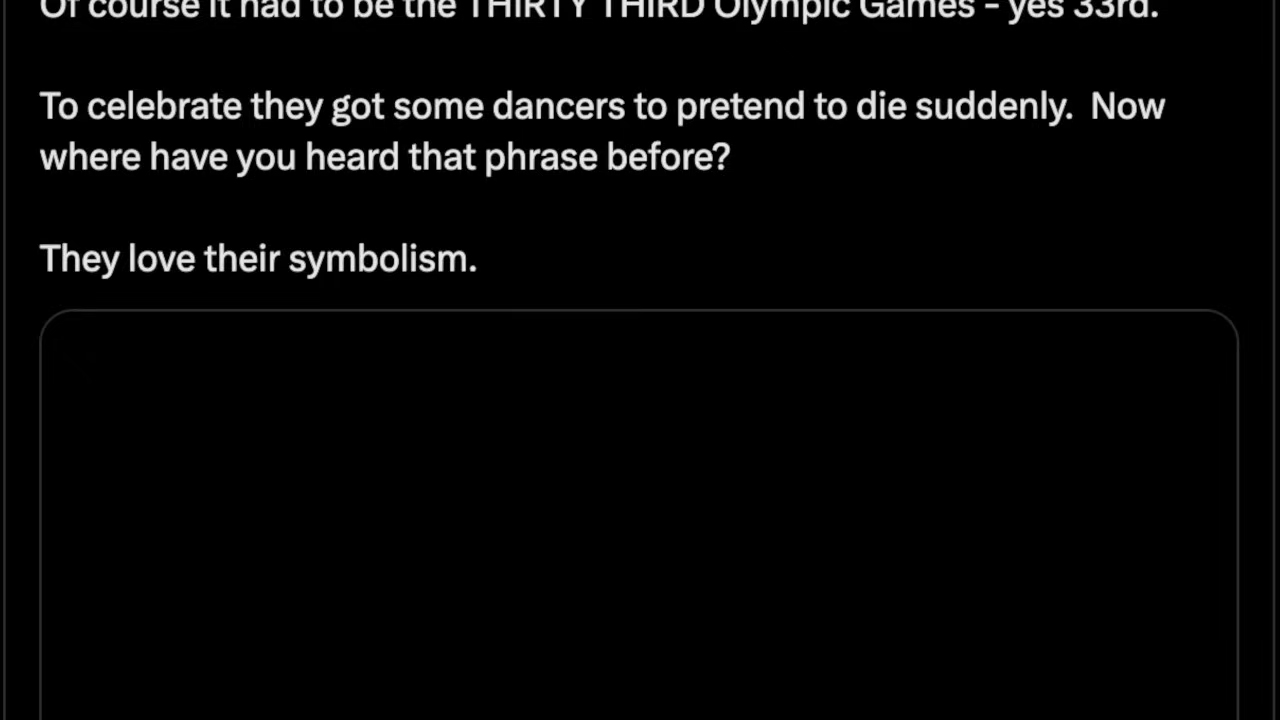 Of course it had to be the THIRTY THIRD Olympic Games - yes 33rd.
To celebrate they got some dancers to pretend to die suddenly.  Now
where have you heard that phrase before?
They love their symbolism.